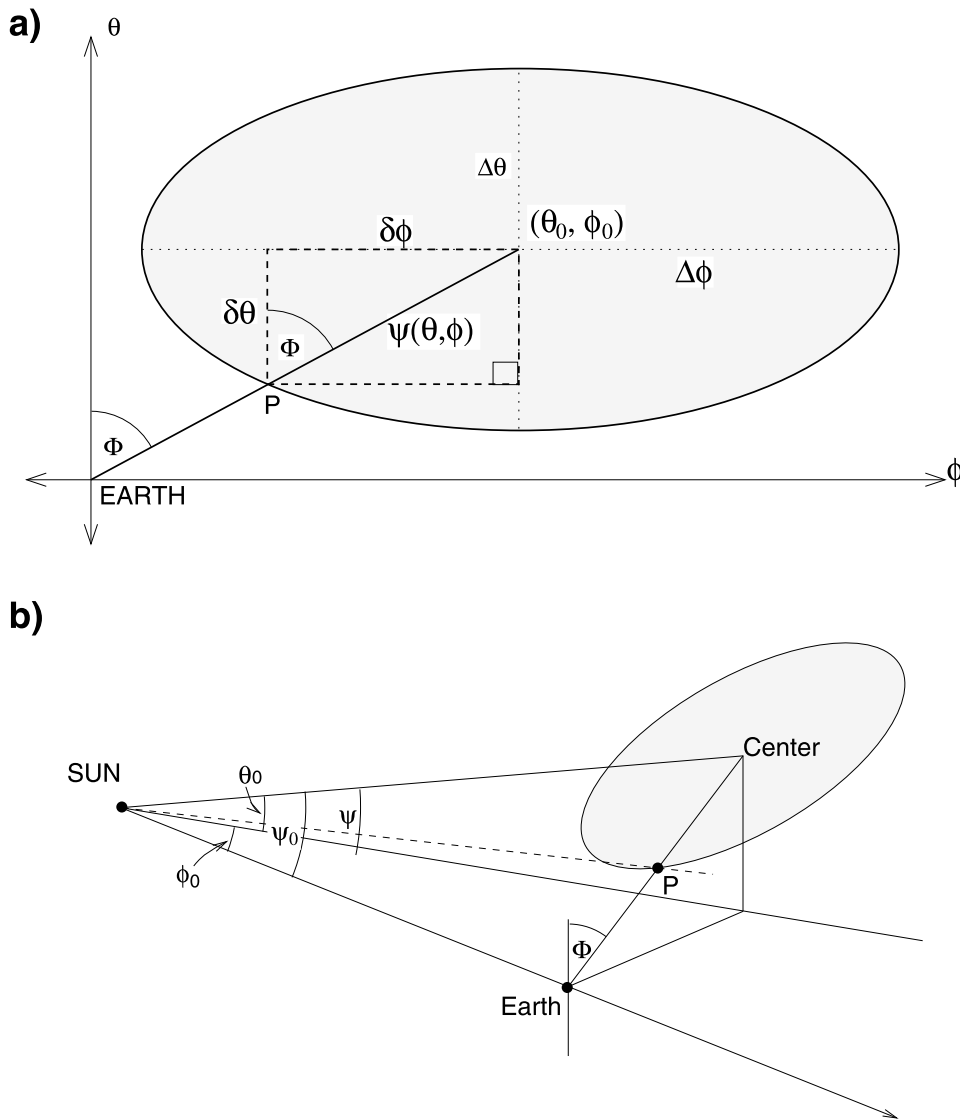 a)
θ
Δθ
(θ₀, ϕ₀)
δϕ
Δϕ
δθ
ψ(θ,ϕ)
Φ
P
Φ
ϕ
EARTH
b)
Center
SUN
θ₀
ψ
ψ₀
ϕ₀
P
Φ
Earth